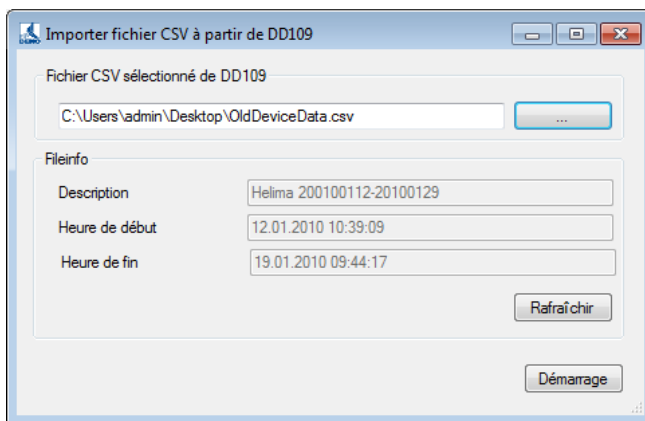 Importer fichier CSV à partir de DD109
Fichier CSV sélectionné de DD109
C:\Users\admin\Desktop\OldDeviceData.csv
...
Fileinfo
Description
Helima 200100112-20100129
Heure de début
12.01.2010 10:39:09
Heure de fin
19.01.2010 09:44:17
Rafraîchir
Démarrage